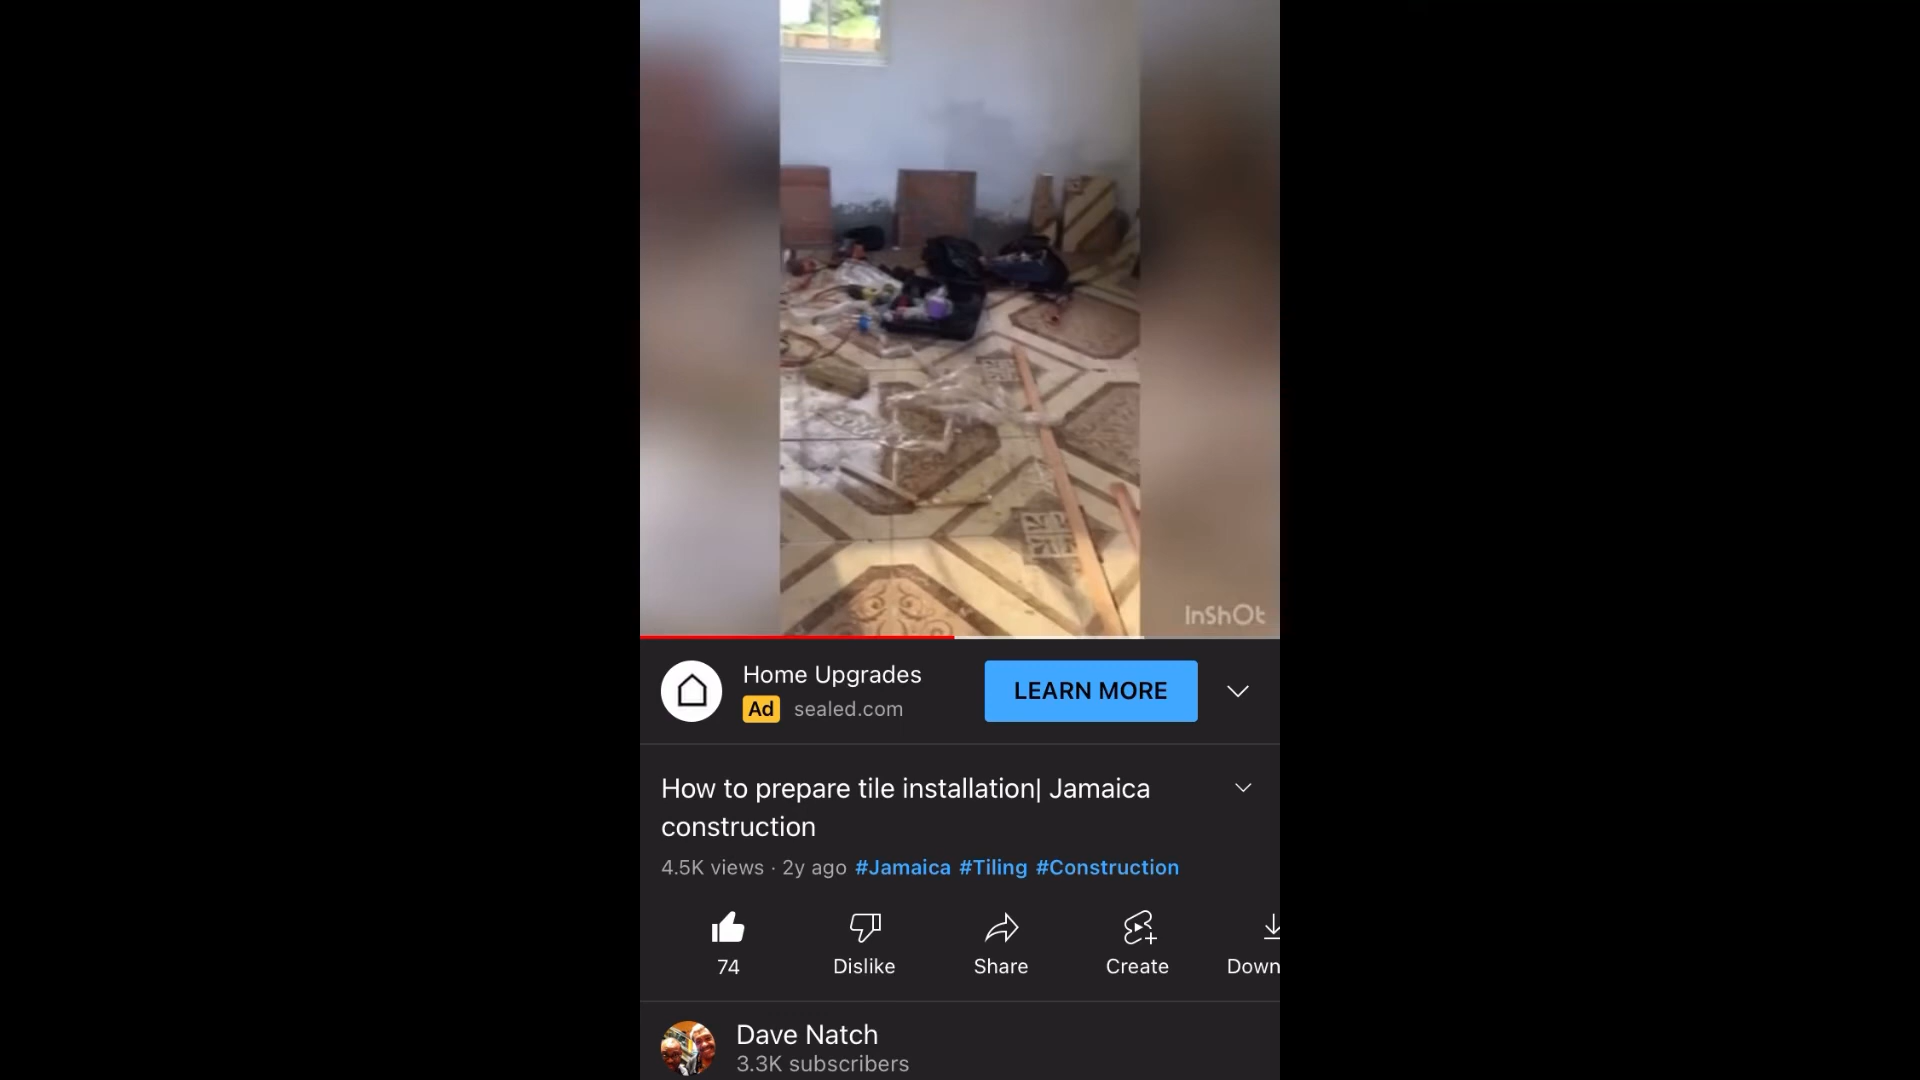 InShOt
Home Upgrades
LEARN MORE
Ad sealed.com
How to prepare tile installation| Jamaica
construction
4.5K views · 2y ago #Jamaica #Tiling #Construction
74 Dislike Share Create Down
Dave Natch
3.3K subscribers